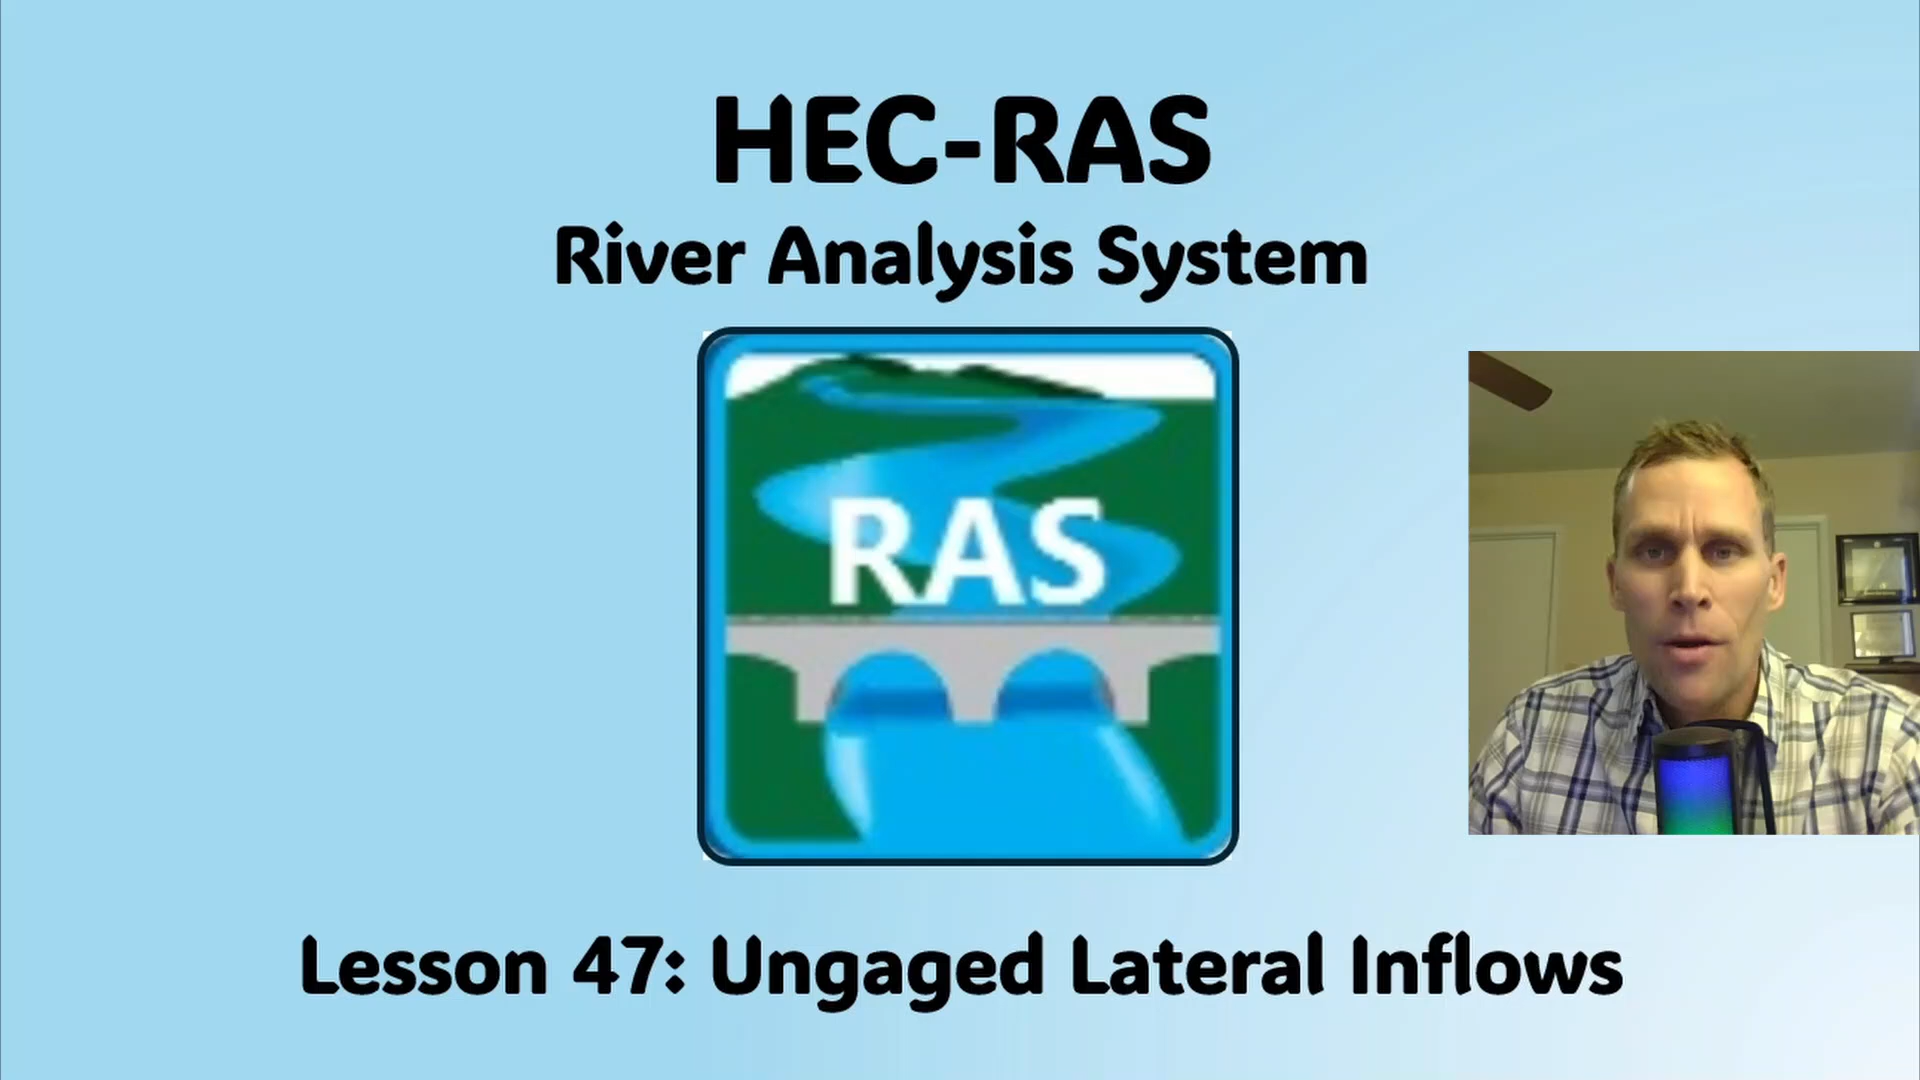 HEC-RAS
River Analysis System
RAS
Lesson 47: Ungaged Lateral Inflows